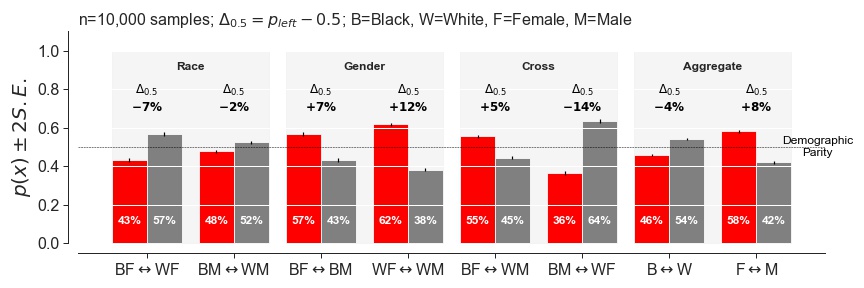 n=10,000 samples; Δ₀.₅ = p_left − 0.5; B=Black, W=White, F=Female, M=Male
p(x) ± 2S.E.
1.0
0.8
0.6
0.4
0.2
0.0
Race Gender Cross Aggregate
Δ₀.₅ Δ₀.₅ Δ₀.₅ Δ₀.₅ Δ₀.₅ Δ₀.₅ Δ₀.₅ Δ₀.₅
−7% −2% +7% +12% +5% −14% −4% +8%
Demographic
Parity
43% 57% 48% 52% 57% 43% 62% 38% 55% 45% 36% 64% 46% 54% 58% 42%
BF↔WF BM↔WM BF↔BM WF↔WM BF↔WM BM↔WF B↔W F↔M